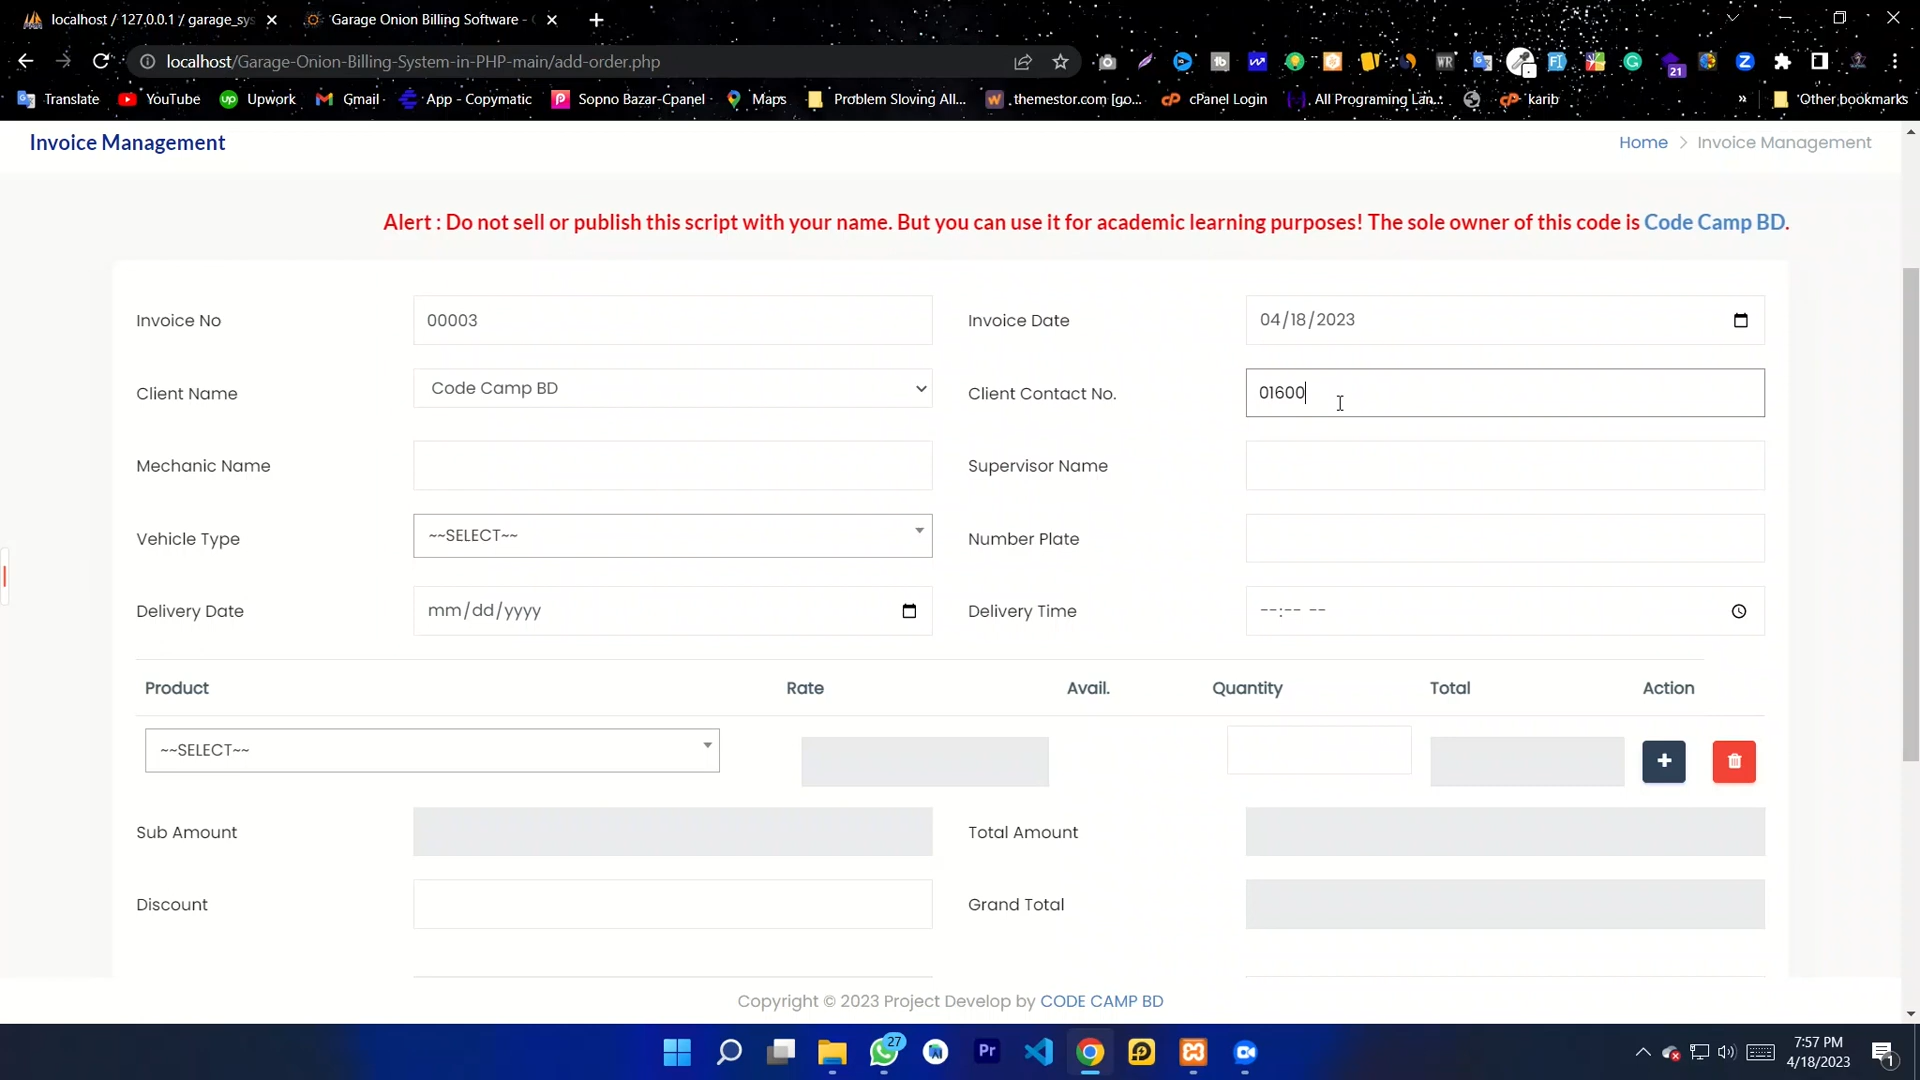 localhost / 127.0.0.1 / garage_sys
Garage Onion Billing Software -
localhost/Garage-Onion-Billing-System-in-PHP-main/add-order.php
21
Translate
YouTube
Upwork
Gmail
App - Copymatic
Sopno Bazar-Cpanel
Maps
Problem Sloving All...
.themestor.com [go...
cPanel Login
All Programing Lan...
karib
»
Other bookmarks
Invoice Management
Home > Invoice Management
Alert : Do not sell or publish this script with your name. But you can use it for academic learning purposes! The sole owner of this code is Code Camp BD.
Invoice No 00003 Invoice Date 04/18/2023
Client Name Code Camp BD Client Contact No. 01600
Mechanic Name Supervisor Name
Vehicle Type ~~SELECT~~ Number Plate
Delivery Date mm/dd/yyyy Delivery Time --:-- --
Product Rate Avail. Quantity Total Action
~~SELECT~~
Sub Amount Total Amount
Discount Grand Total
Copyright © 2023 Project Develop by CODE CAMP BD
27
Pr
7:57 PM
4/18/2023
1